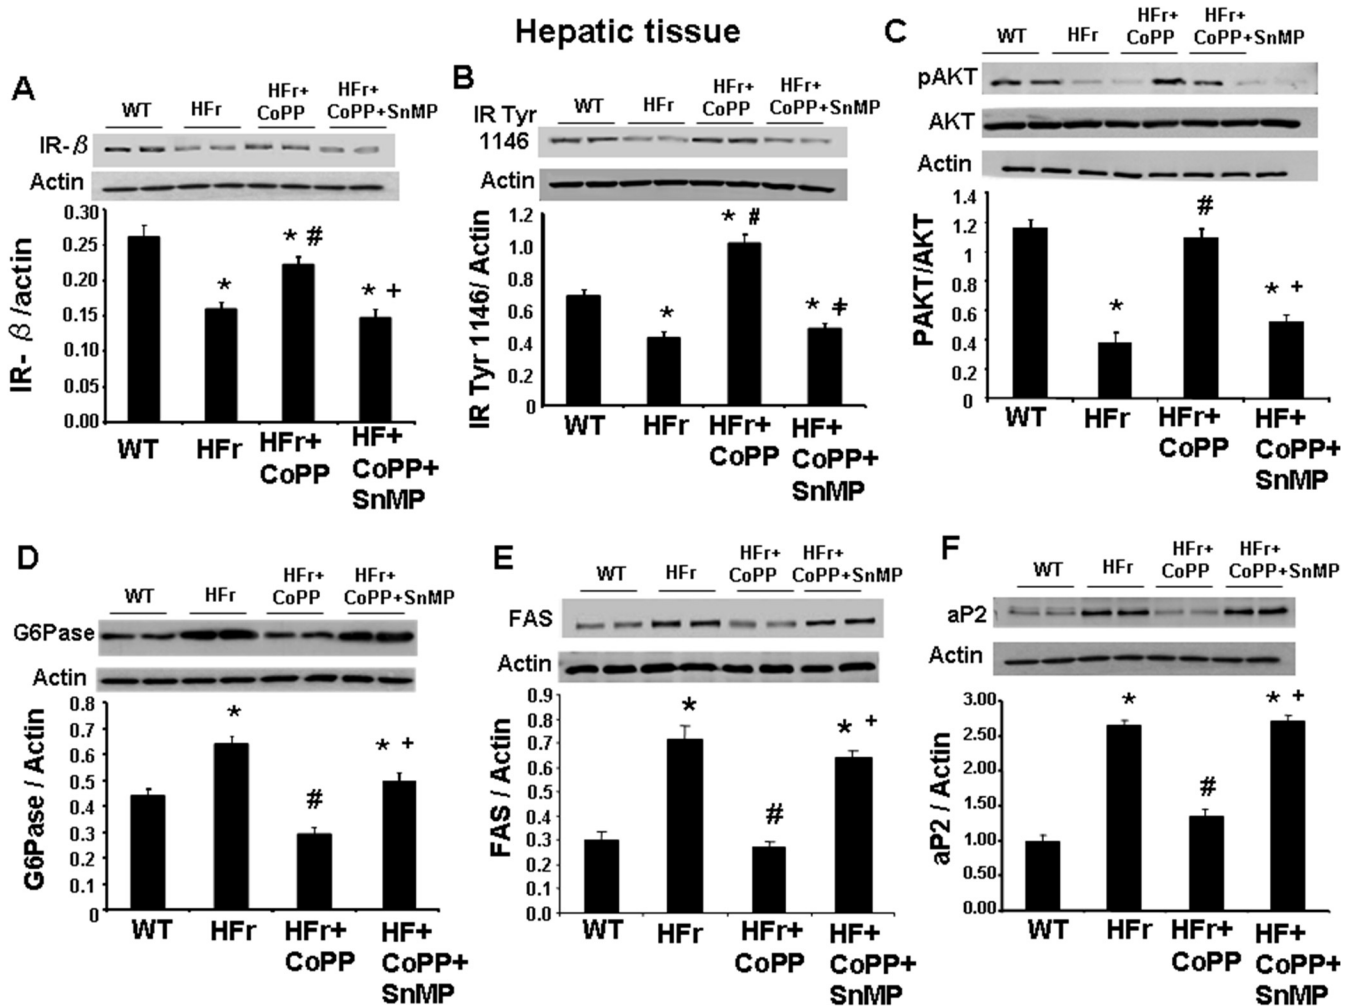 Hepatic tissue
A
WT
HFr
HFr+
CoPP
HFr+
CoPP+SnMP
IR-β
Actin
IR- β /actin
0.30
0.25
0.20
0.15
0.10
0.05
0.00
*
* #
* +
WT
HFr
HFr+
CoPP
HF+
CoPP+
SnMP
B
WT
HFr
HFr+
CoPP
HFr+
CoPP+SnMP
IR Tyr
1146
Actin
IR Tyr 1146/ Actin
1.2
1.0
0.8
0.6
0.4
0.2
0
*
* #
* #
WT
HFr
HFr+
CoPP
HF+
CoPP+
SnMP
C
WT
HFr
HFr+
CoPP
HFr+
CoPP+SnMP
pAKT
AKT
Actin
PAKT/AKT
1.4
1.2
1
0.8
0.6
0.4
0.2
0
*
#
* +
WT
HFr
HFr+
CoPP
HF+
CoPP+
SnMP
D
WT
HFr
HFr+
CoPP
HFr+
CoPP+SnMP
G6Pase
Actin
G6Pase / Actin
0.8
0.7
0.6
0.5
0.4
0.3
0.2
0.1
0
*
#
* +
WT
HFr
HFr+
CoPP
HF+
CoPP+
SnMP
E
WT
HFr
HFr+
CoPP
HFr+
CoPP+SnMP
FAS
Actin
FAS / Actin
0.9
0.8
0.7
0.6
0.5
0.4
0.3
0.2
0.1
0.0
*
#
* +
WT
HFr
HFr+
CoPP
HF+
CoPP+
SnMP
F
WT
HFr
HFr+
CoPP
HFr+
CoPP+SnMP
aP2
Actin
aP2 / Actin
3.00
2.50
2.00
1.50
1.00
0.50
0.00
*
#
* +
WT
HFr
HFr+
CoPP
HF+
CoPP+
SnMP